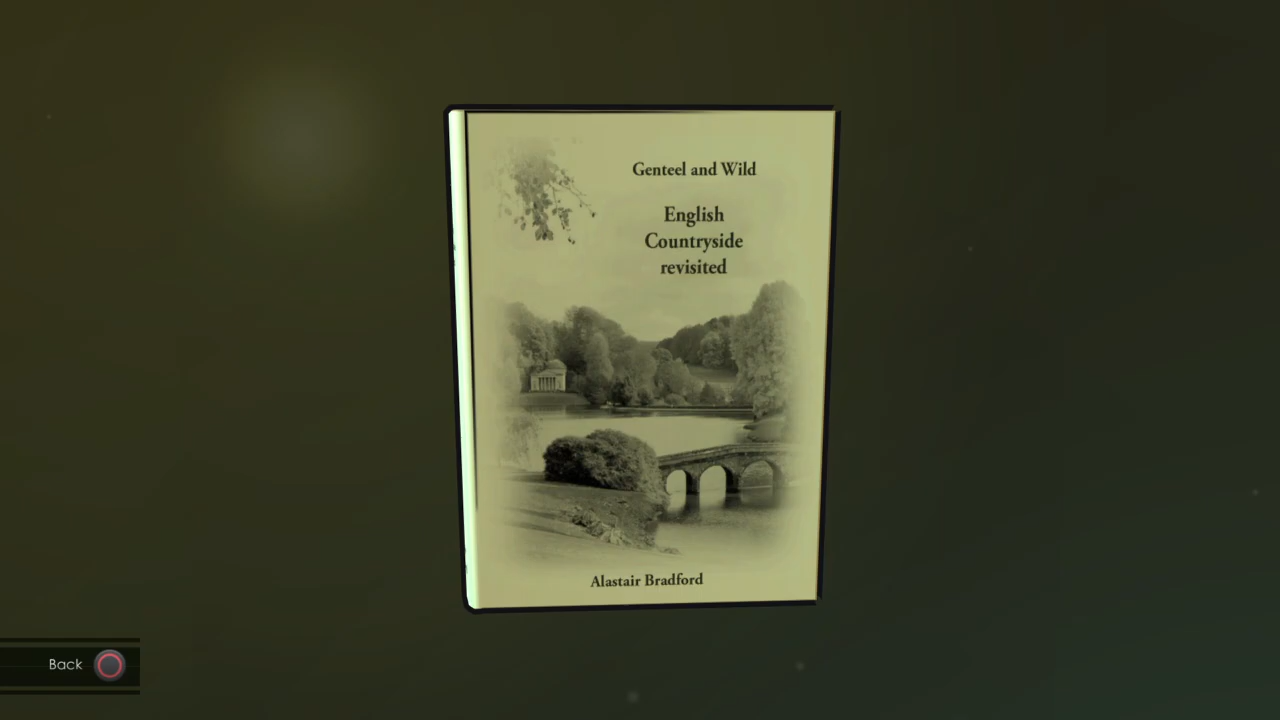 Genteel and Wild
English
Countryside
revisited
Alastair Bradford
Back